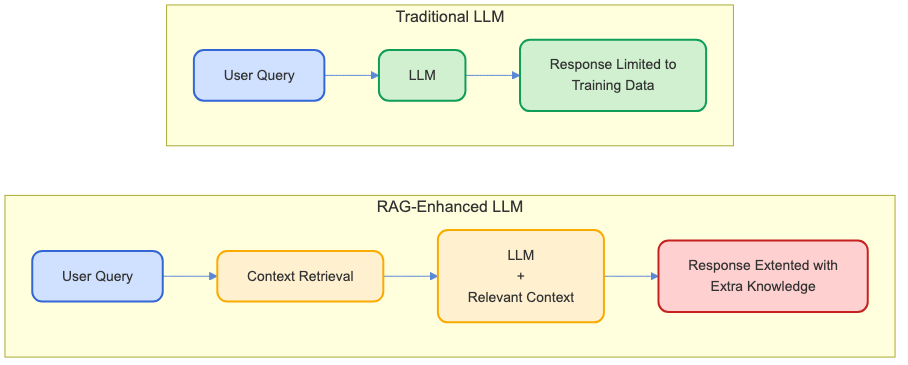 Traditional LLM
User Query
LLM
Response Limited to
Training Data
RAG-Enhanced LLM
User Query
Context Retrieval
LLM
+
Relevant Context
Response Extented with
Extra Knowledge